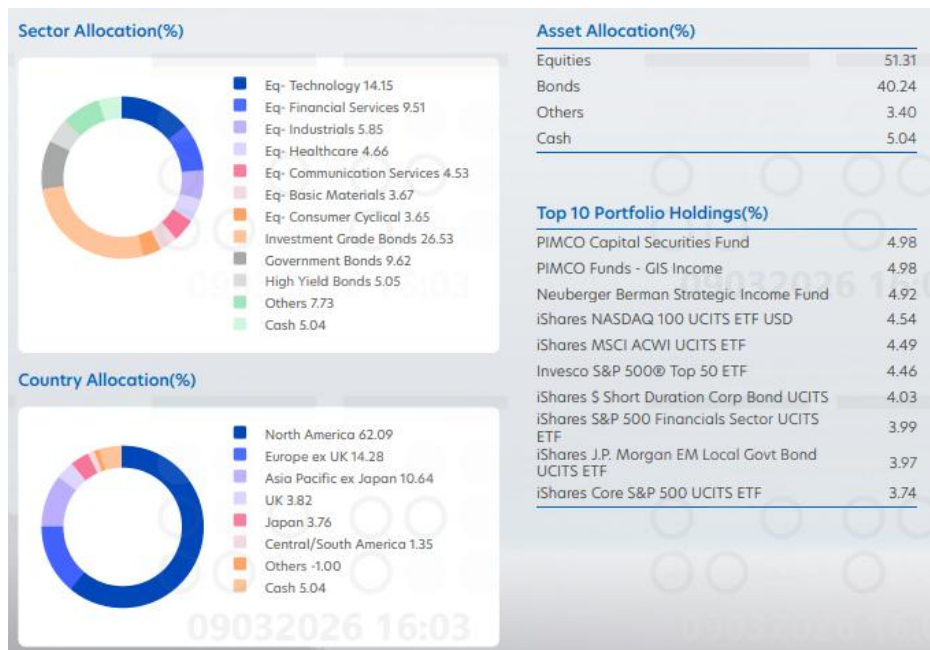 Sector Allocation(%)
Eq- Technology 14.15
Eq- Financial Services 9.51
Eq- Industrials 5.85
Eq- Healthcare 4.66
Eq- Communication Services 4.53
Eq- Basic Materials 3.67
Eq- Consumer Cyclical 3.65
Investment Grade Bonds 26.53
Government Bonds 9.62
High Yield Bonds 5.05
Others 7.73
Cash 5.04
Country Allocation(%)
North America 62.09
Europe ex UK 14.28
Asia Pacific ex Japan 10.64
UK 3.82
Japan 3.76
Central/South America 1.35
Others -1.00
Cash 5.04
09032026 16:03
Asset Allocation(%)
Equities 51.31
Bonds 40.24
Others 3.40
Cash 5.04
Top 10 Portfolio Holdings(%)
PIMCO Capital Securities Fund 4.98
PIMCO Funds - GIS Income 4.98
Neuberger Berman Strategic Income Fund 4.92
iShares NASDAQ 100 UCITS ETF USD 4.54
iShares MSCI ACWI UCITS ETF 4.49
Invesco S&P 500® Top 50 ETF 4.46
iShares $ Short Duration Corp Bond UCITS 4.03
iShares S&P 500 Financials Sector UCITS
ETF 3.99
iShares J.P. Morgan EM Local Govt Bond
UCITS ETF 3.97
iShares Core S&P 500 UCITS ETF 3.74